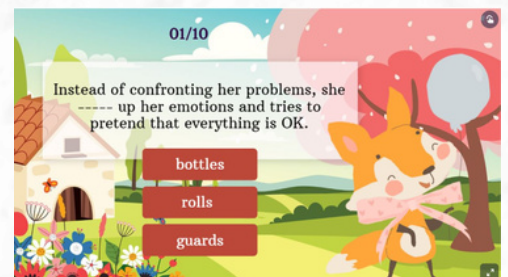 01/10
Instead of confronting her problems, she
----- up her emotions and tries to
pretend that everything is OK.
bottles
rolls
guards